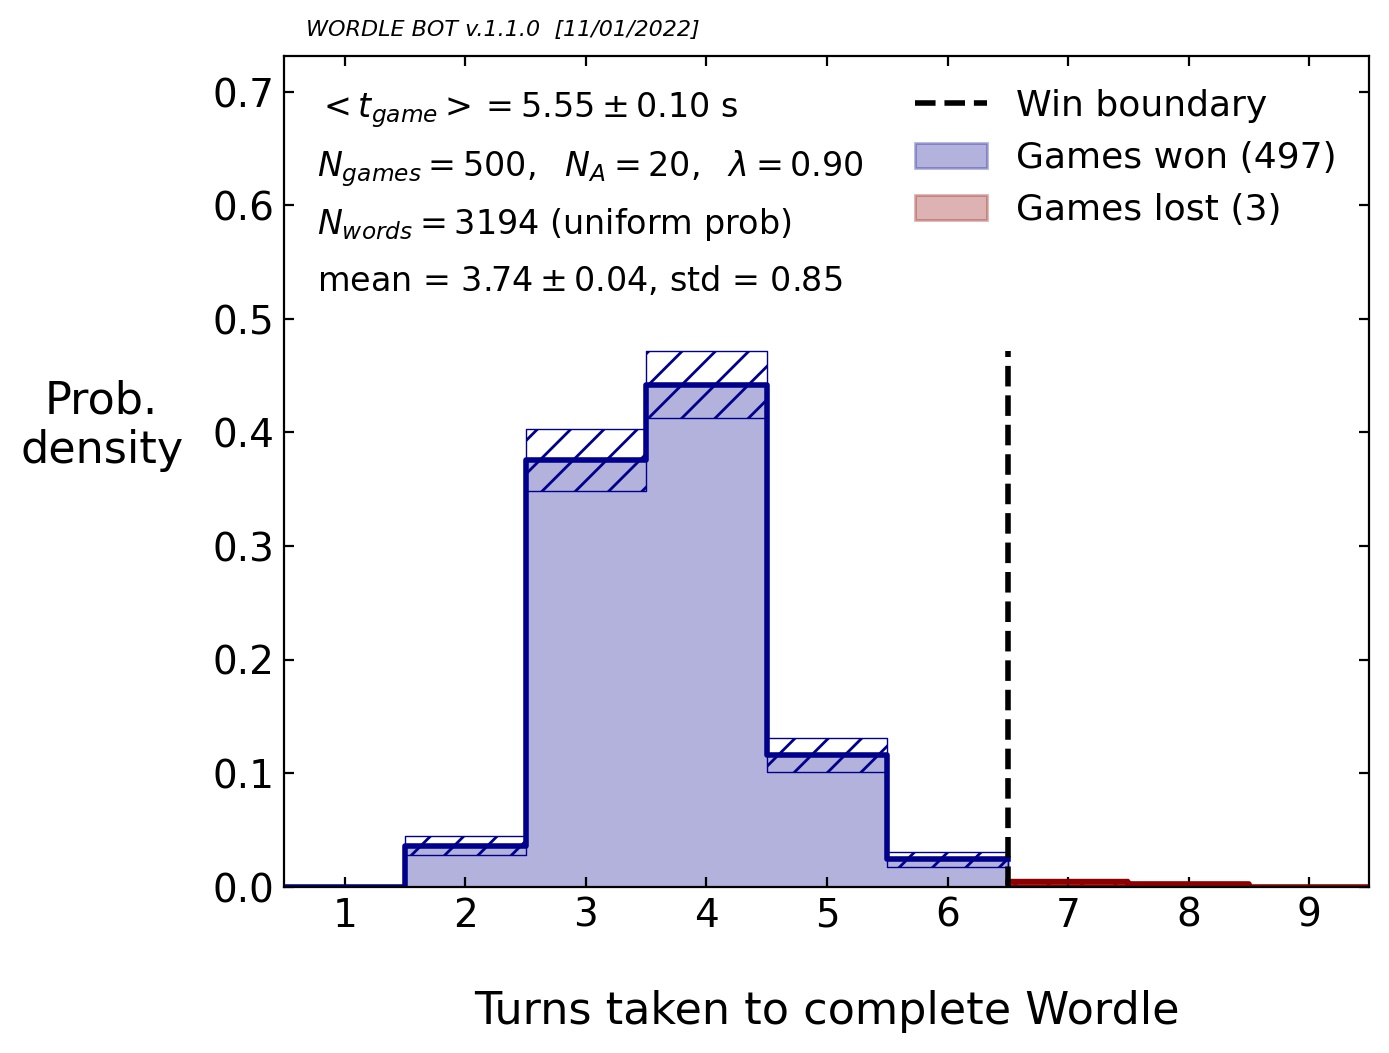 WORDLE BOT v.1.1.0 [11/01/2022]
< t_game > = 5.55 ± 0.10 s
N_games = 500, N_A = 20, λ = 0.90
N_words = 3194 (uniform prob)
mean = 3.74 ± 0.04, std = 0.85
Win boundary
Games won (497)
Games lost (3)
Prob.
density
0.7
0.6
0.5
0.4
0.3
0.2
0.1
0.0
1 2 3 4 5 6 7 8 9
Turns taken to complete Wordle